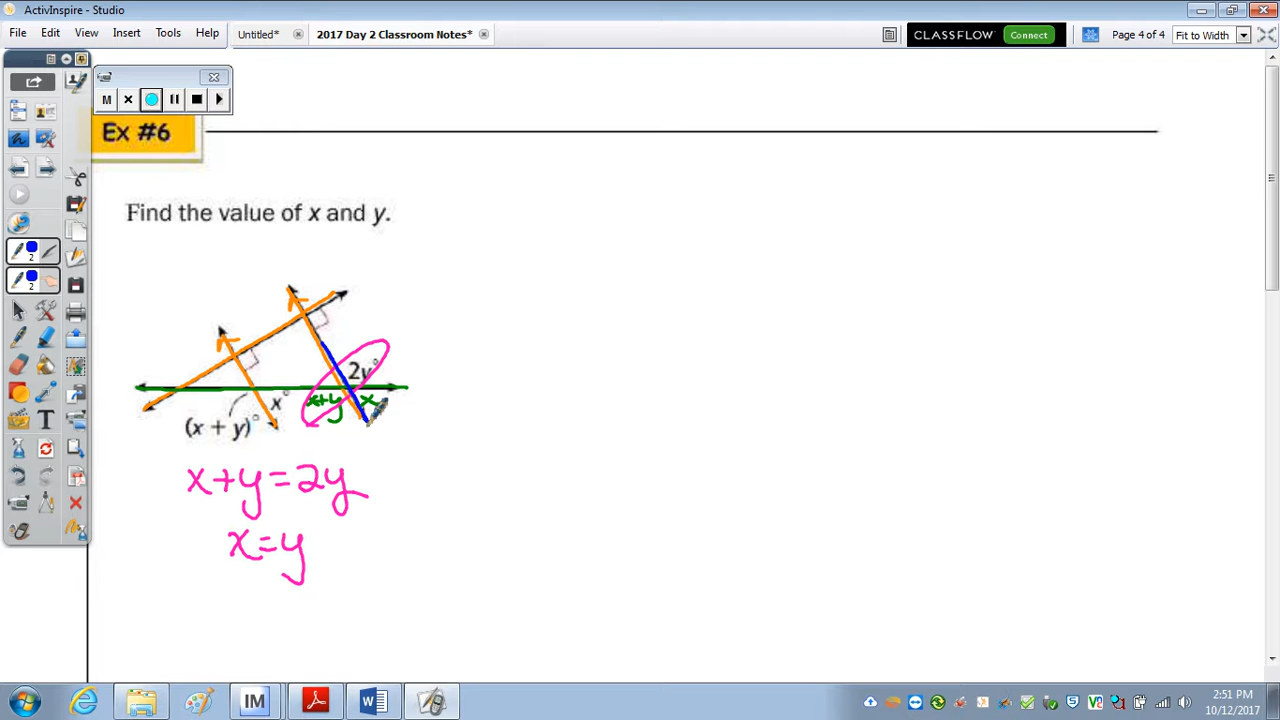 ActivInspire - Studio
File Edit View Insert Tools Help Untitled* 2017 Day 2 Classroom Notes* CLASSFLOW Connect Page 4 of 4 Fit to Width
M
Ex #6
Find the value of x and y.
2y°
x°
x+y x
(x + y)°
x+y=2y
x=y
2
2
T
IM
W
2:51 PM
10/12/2017